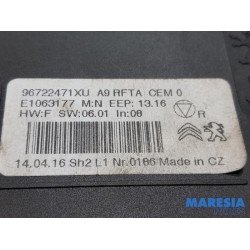 96722471XU A9 RFTA CEM 0
E1063177 M:N EEP: 13.16
HW:F SW:06.01 In:08 R
14.04.16 Sh2 L1 Nr.0186 Made in CZ
MARESIA